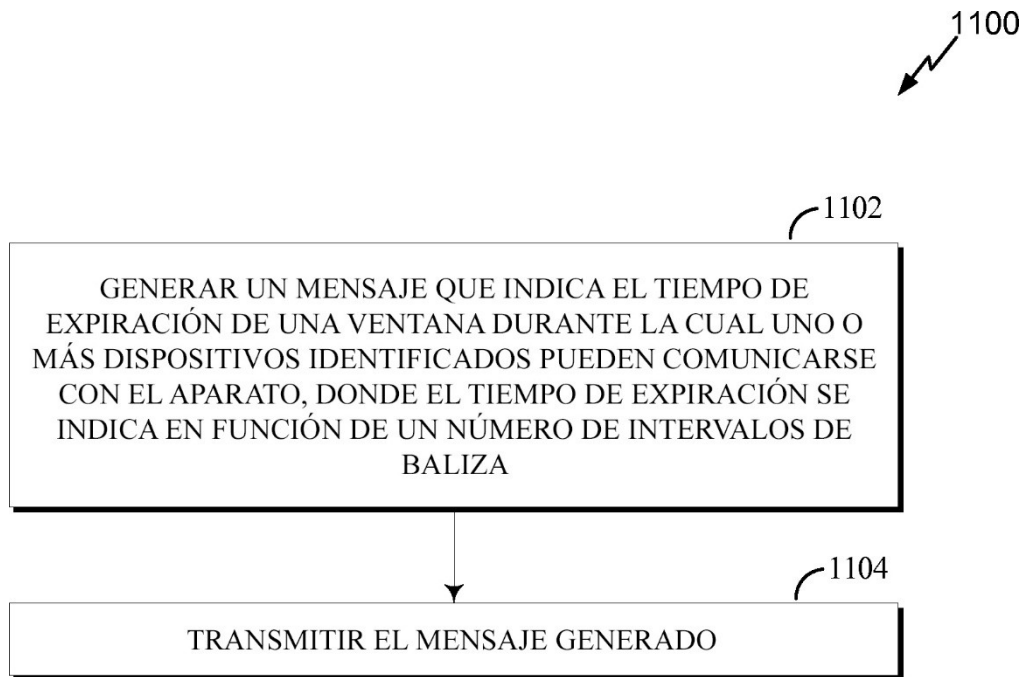 1100
1102
GENERAR UN MENSAJE QUE INDICA EL TIEMPO DE
EXPIRACIÓN DE UNA VENTANA DURANTE LA CUAL UNO O
MÁS DISPOSITIVOS IDENTIFICADOS PUEDEN COMUNICARSE
CON EL APARATO, DONDE EL TIEMPO DE EXPIRACIÓN SE
INDICA EN FUNCIÓN DE UN NÚMERO DE INTERVALOS DE
BALIZA
1104
TRANSMITIR EL MENSAJE GENERADO